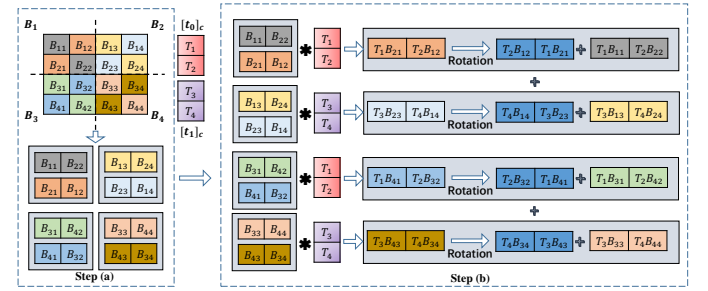 B₁ B₂ [t₀]꜀
B₁₁ B₁₂ B₁₃ B₁₄ T₁
B₂₁ B₂₂ B₂₃ B₂₄ T₂
B₃₁ B₃₂ B₃₃ B₃₄ T₃
B₄₁ B₄₂ B₄₃ B₄₄ T₄
B₃ B₄ [t₁]꜀
B₁₁ B₂₂ B₁₃ B₂₄
B₂₁ B₁₂ B₂₃ B₁₄
B₃₁ B₄₂ B₃₃ B₄₄
B₄₁ B₃₂ B₄₃ B₃₄
Step (a)
B₁₁ B₂₂ ✱ T₁
B₂₁ B₁₂ T₂
T₁B₂₁ T₂B₁₂ Rotation T₂B₁₂ T₁B₂₁ + T₁B₁₁ T₂B₂₂
+
B₁₃ B₂₄ ✱ T₃
B₂₃ B₁₄ T₄
T₃B₂₃ T₄B₁₄ Rotation T₄B₁₄ T₃B₂₃ + T₃B₁₃ T₄B₂₄
B₃₁ B₄₂ ✱ T₁
B₄₁ B₃₂ T₂
T₁B₄₁ T₂B₃₂ Rotation T₂B₃₂ T₁B₄₁ + T₁B₃₁ T₂B₄₂
+
B₃₃ B₄₄ ✱ T₃
B₄₃ B₃₄ T₄
T₃B₄₃ T₄B₃₄ Rotation T₄B₃₄ T₃B₄₃ + T₃B₃₃ T₄B₄₄
Step (b)